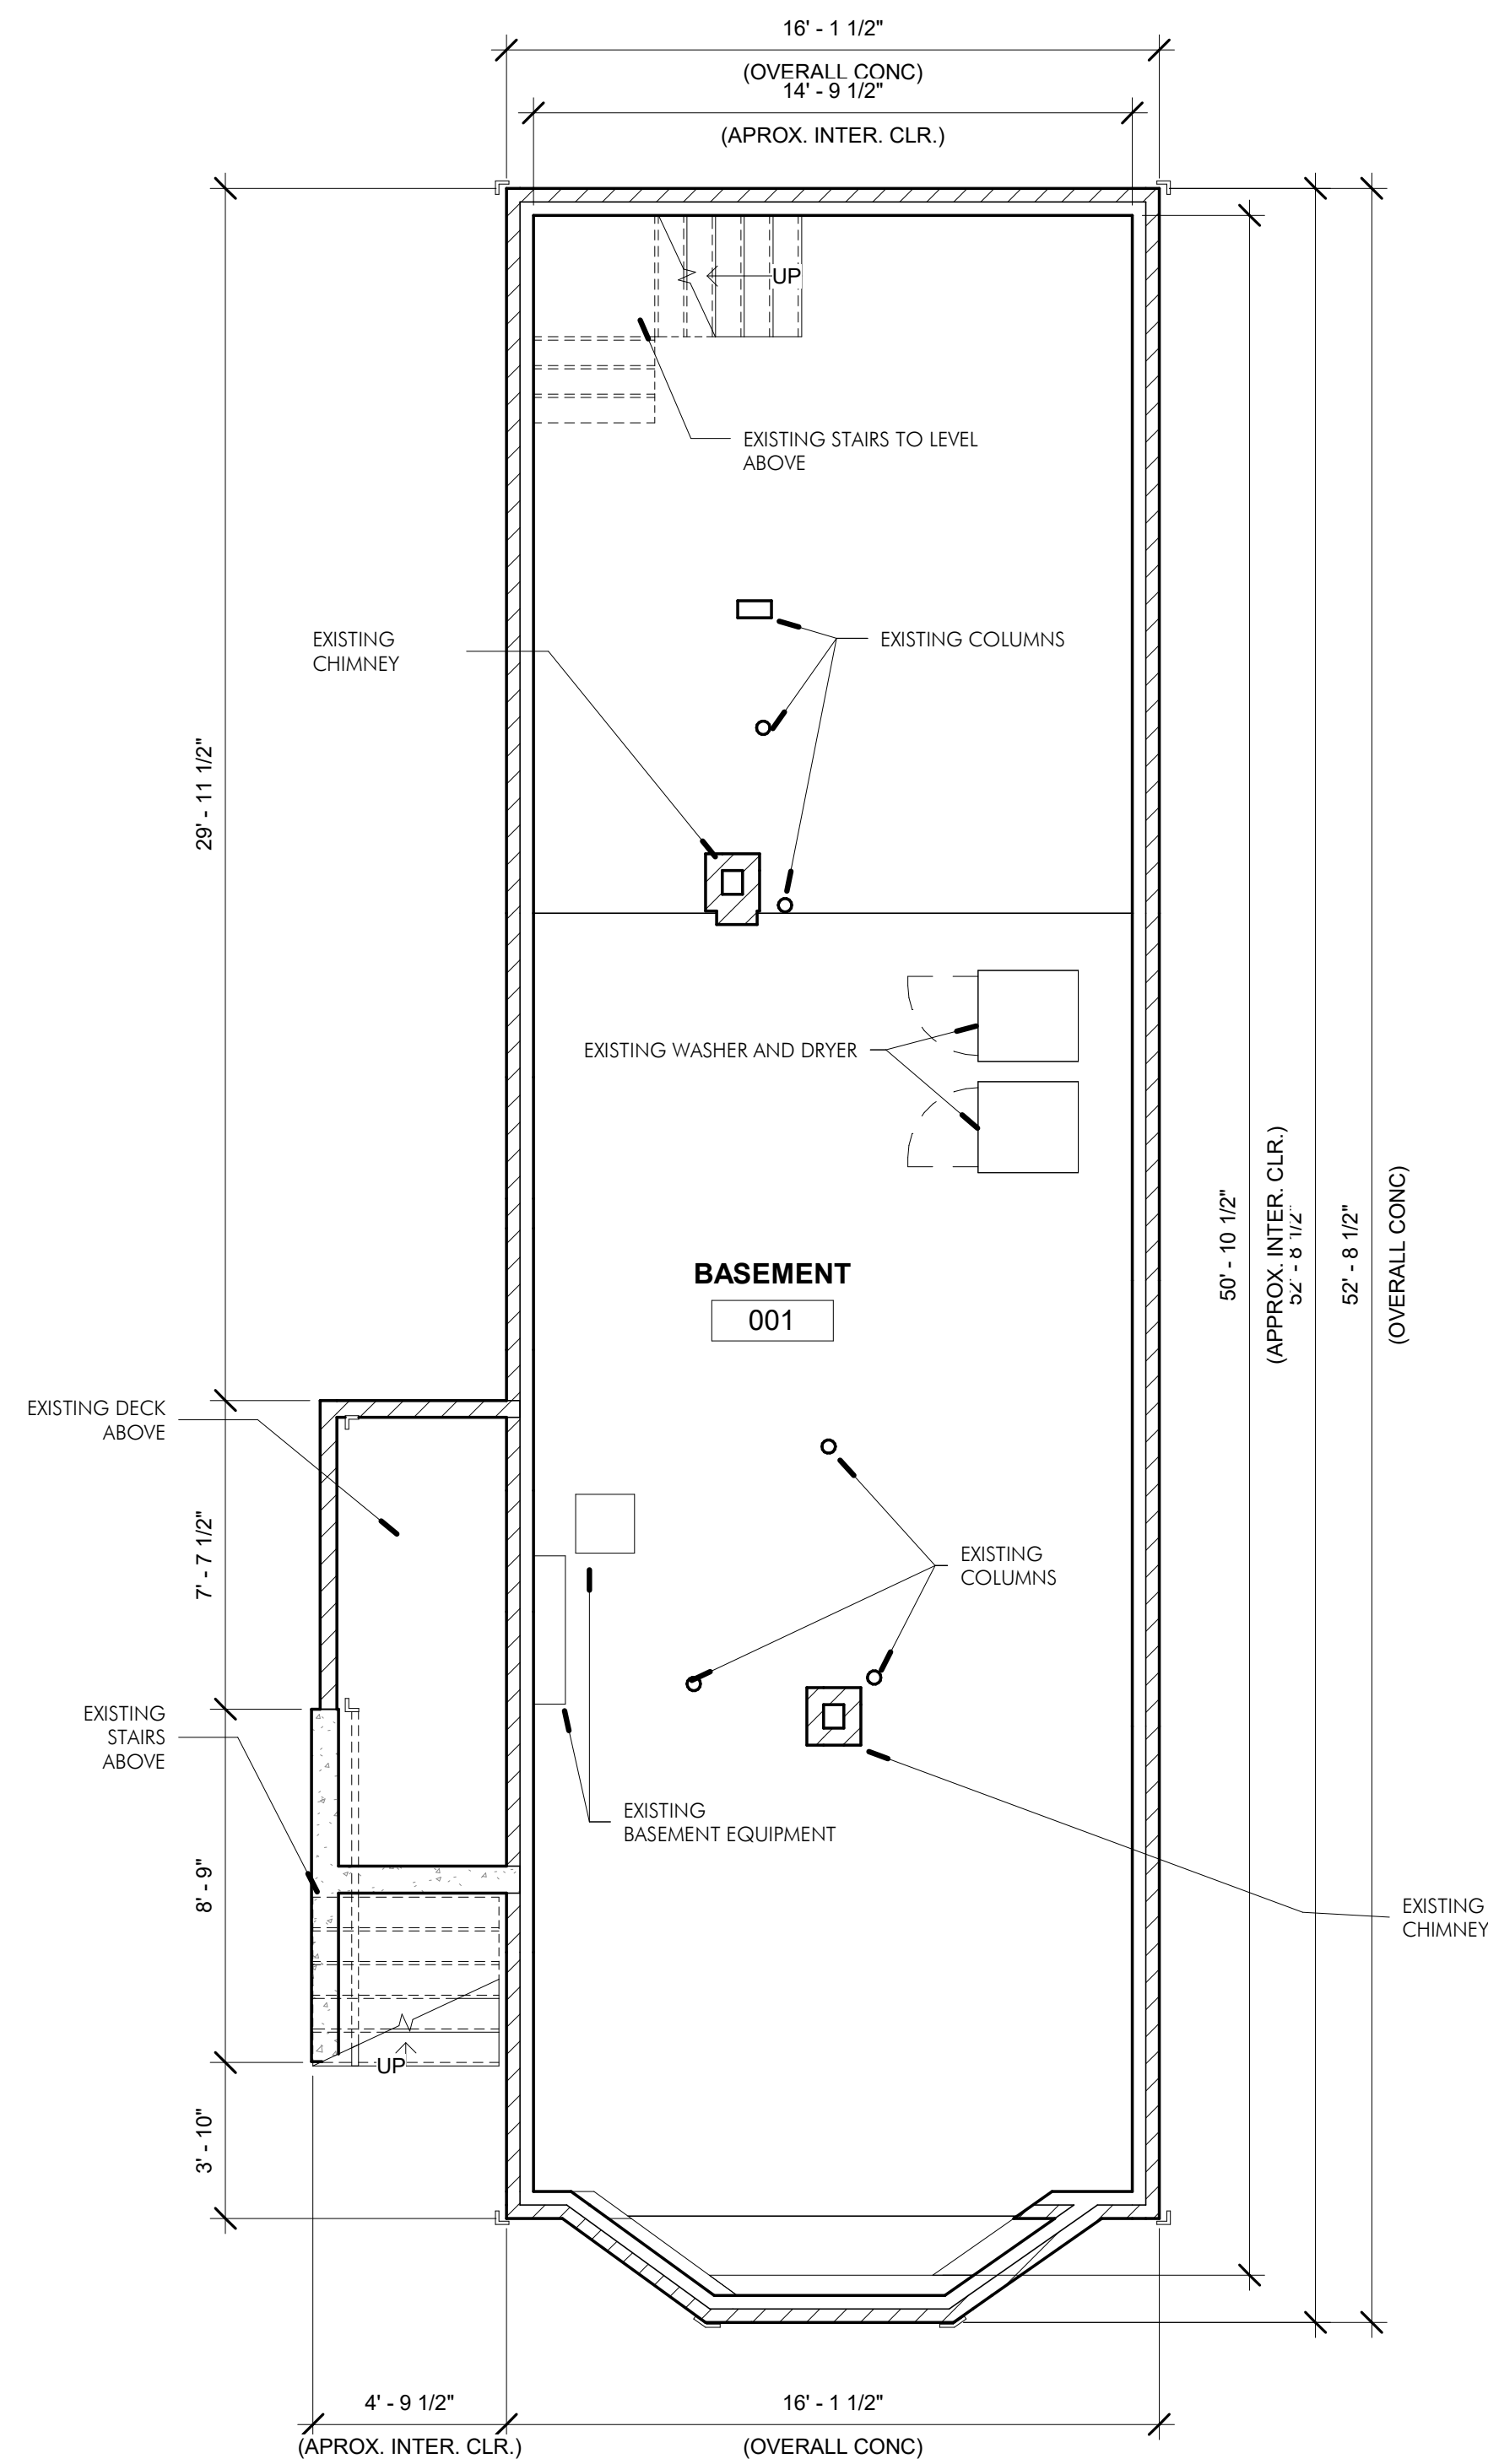 16' - 1 1/2"
(OVERALL CONC)
14' - 9 1/2"
(APROX. INTER. CLR.)
UP
EXISTING STAIRS TO LEVEL
ABOVE
EXISTING
CHIMNEY
EXISTING COLUMNS
29' - 11 1/2"
EXISTING WASHER AND DRYER
50' - 10 1/2"
(APPROX. INTER. CLR.)
52' - 8 1/2"
52' - 8 1/2"
(OVERALL CONC)
BASEMENT
001
EXISTING DECK
ABOVE
7' - 7 1/2"
EXISTING
COLUMNS
EXISTING
STAIRS
ABOVE
EXISTING
BASEMENT EQUIPMENT
8' - 9"
EXISTING
CHIMNEY
UP
3' - 10"
4' - 9 1/2"
(APROX. INTER. CLR.)
16' - 1 1/2"
(OVERALL CONC)